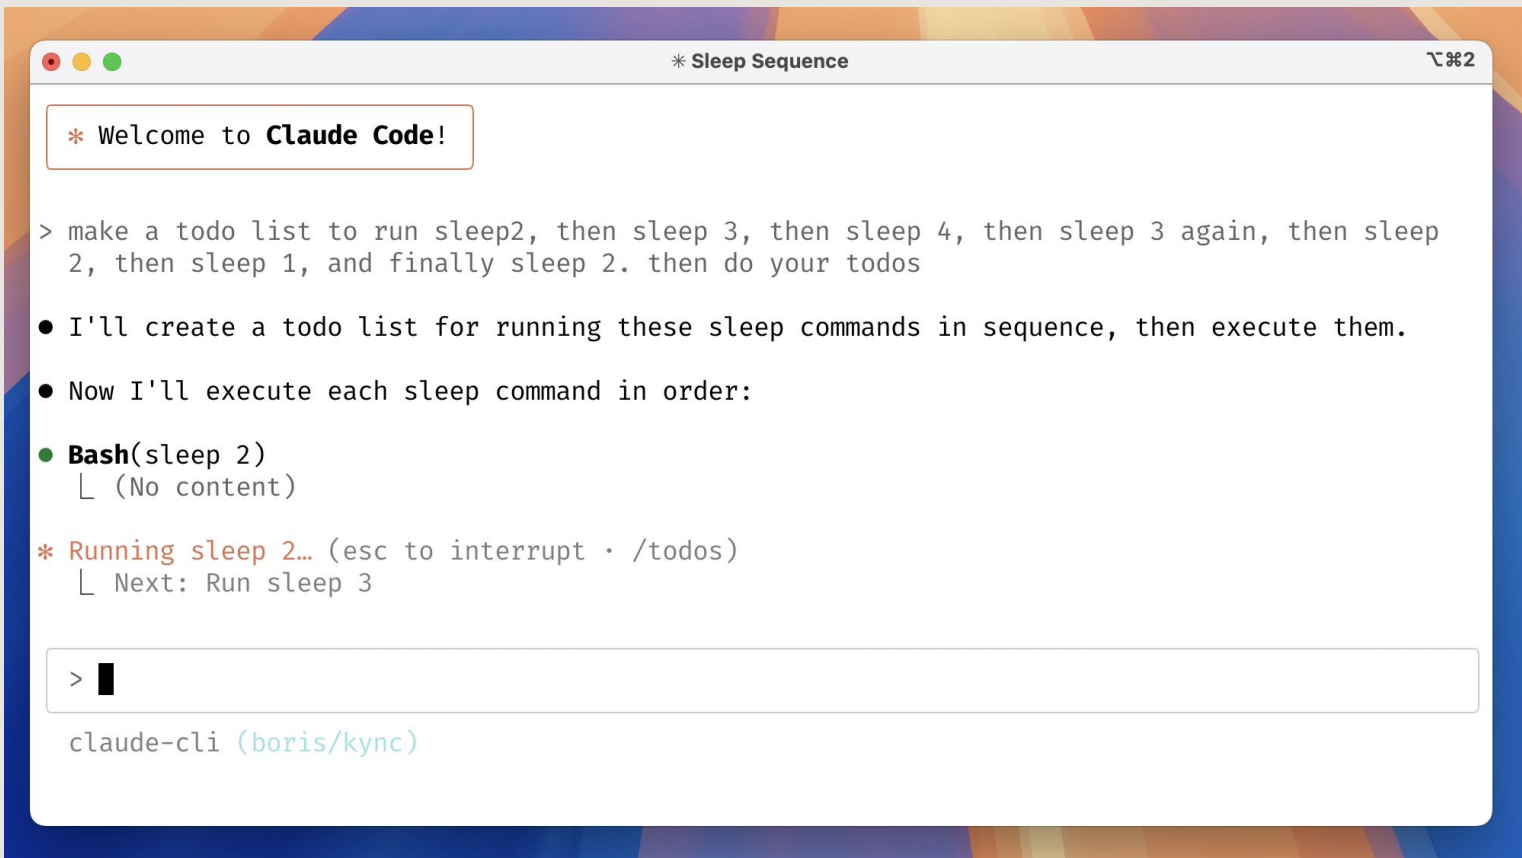 ✳ Sleep Sequence
⌥⌘2
✻ Welcome to Claude Code!
> make a todo list to run sleep2, then sleep 3, then sleep 4, then sleep 3 again, then sleep
2, then sleep 1, and finally sleep 2. then do your todos
● I'll create a todo list for running these sleep commands in sequence, then execute them.
● Now I'll execute each sleep command in order:
● Bash(sleep 2)
⎿ (No content)
✻ Running sleep 2… (esc to interrupt · /todos)
⎿ Next: Run sleep 3
>
claude-cli (boris/kync)